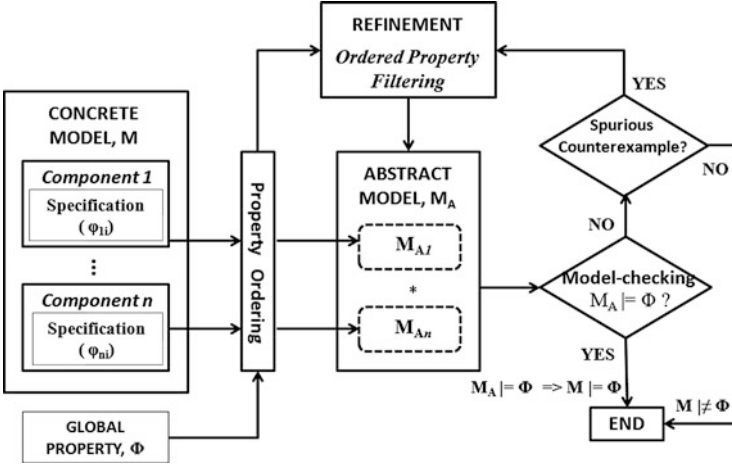 REFINEMENT
Ordered Property
Filtering
CONCRETE
MODEL, M
Component 1
Specification
( φ1i)
⋮
Component n
Specification
( φni)
GLOBAL
PROPERTY, Φ
Property Ordering
ABSTRACT
MODEL, MA
MA1
*
MAn
YES
Spurious
Counterexample?
NO
NO
Model-checking
MA |= Φ ?
YES
MA |= Φ => M |= Φ
M |≠ Φ
END